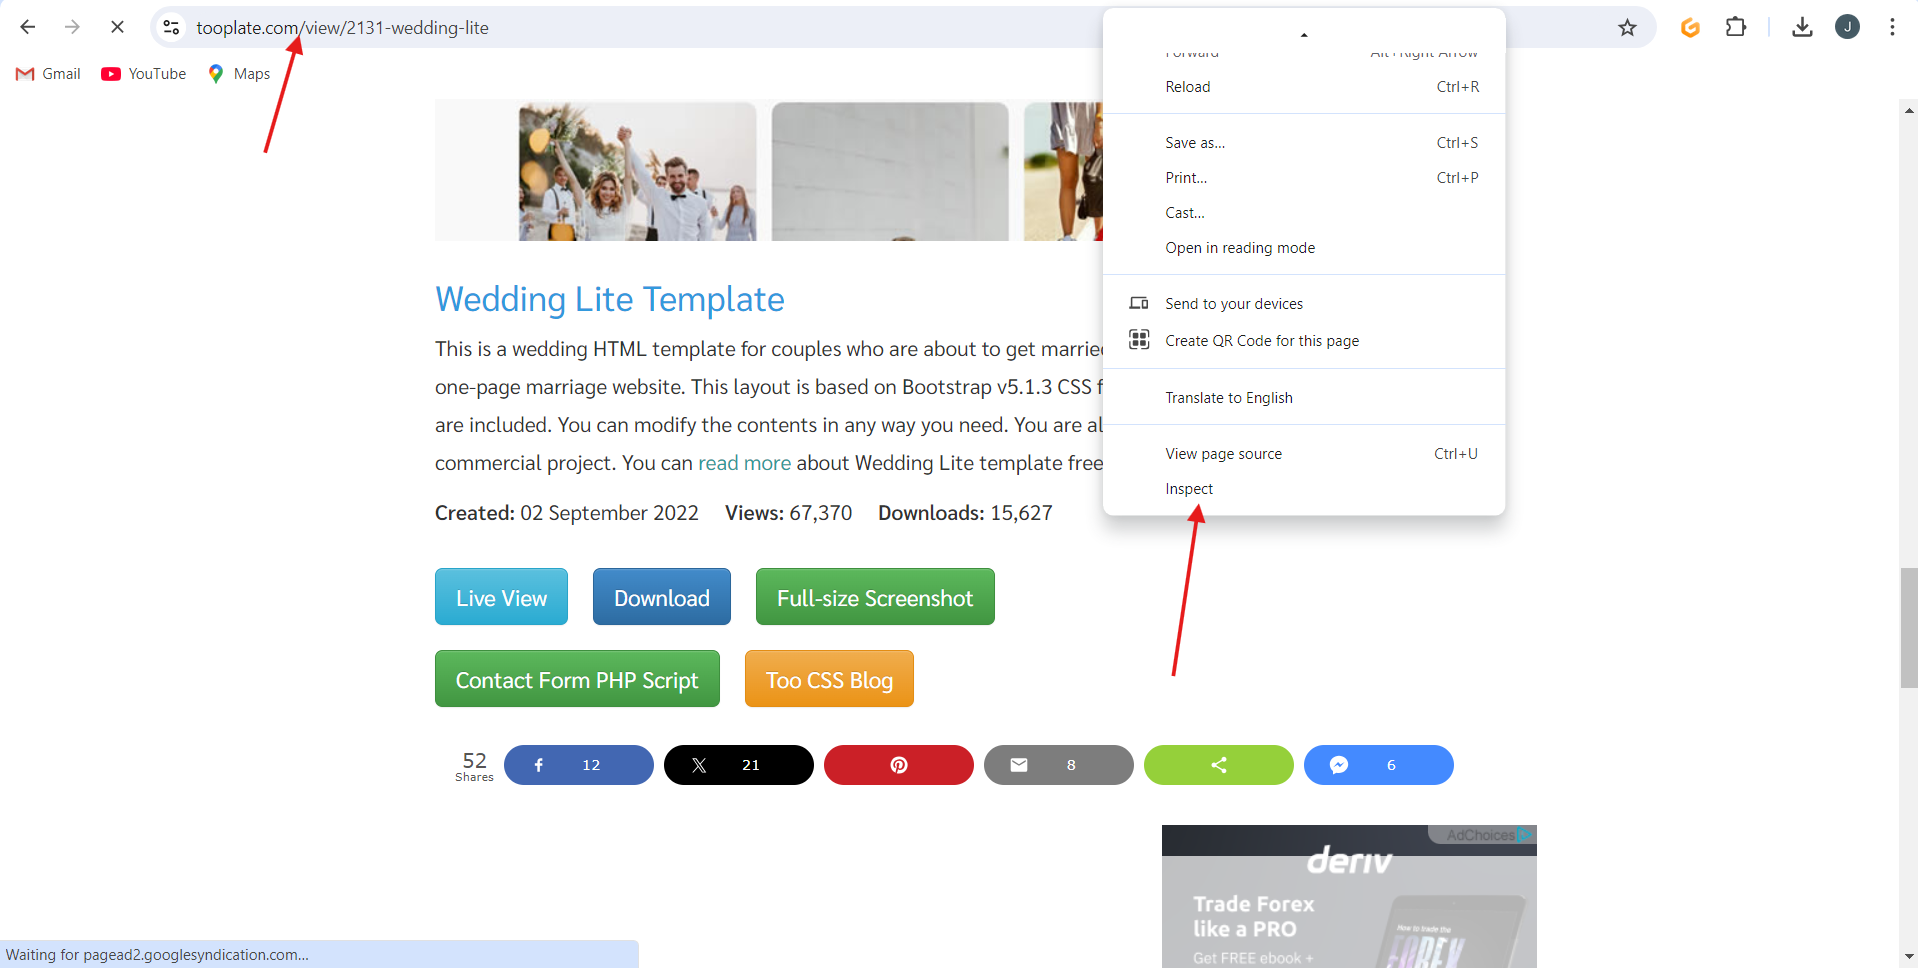 tooplate.com/view/2131-wedding-lite
J
Gmail YouTube Maps
Forward Alt+Right Arrow
Reload Ctrl+R
Save as... Ctrl+S
Print... Ctrl+P
Cast...
Open in reading mode
Send to your devices
Create QR Code for this page
Translate to English
View page source Ctrl+U
Inspect
Wedding Lite Template
This is a wedding HTML template for couples who are about to get marrie
one-page marriage website. This layout is based on Bootstrap v5.1.3 CSS f
are included. You can modify the contents in any way you need. You are al
commercial project. You can read more about Wedding Lite template free
Created: 02 September 2022 Views: 67,370 Downloads: 15,627
Live View Download Full-size Screenshot
Contact Form PHP Script Too CSS Blog
52
Shares
12 21 8 6
AdChoices
deriv
Trade Forex
like a PRO
Get FREE ebook +
How to trade the
FOREX
Waiting for pagead2.googlesyndication.com...